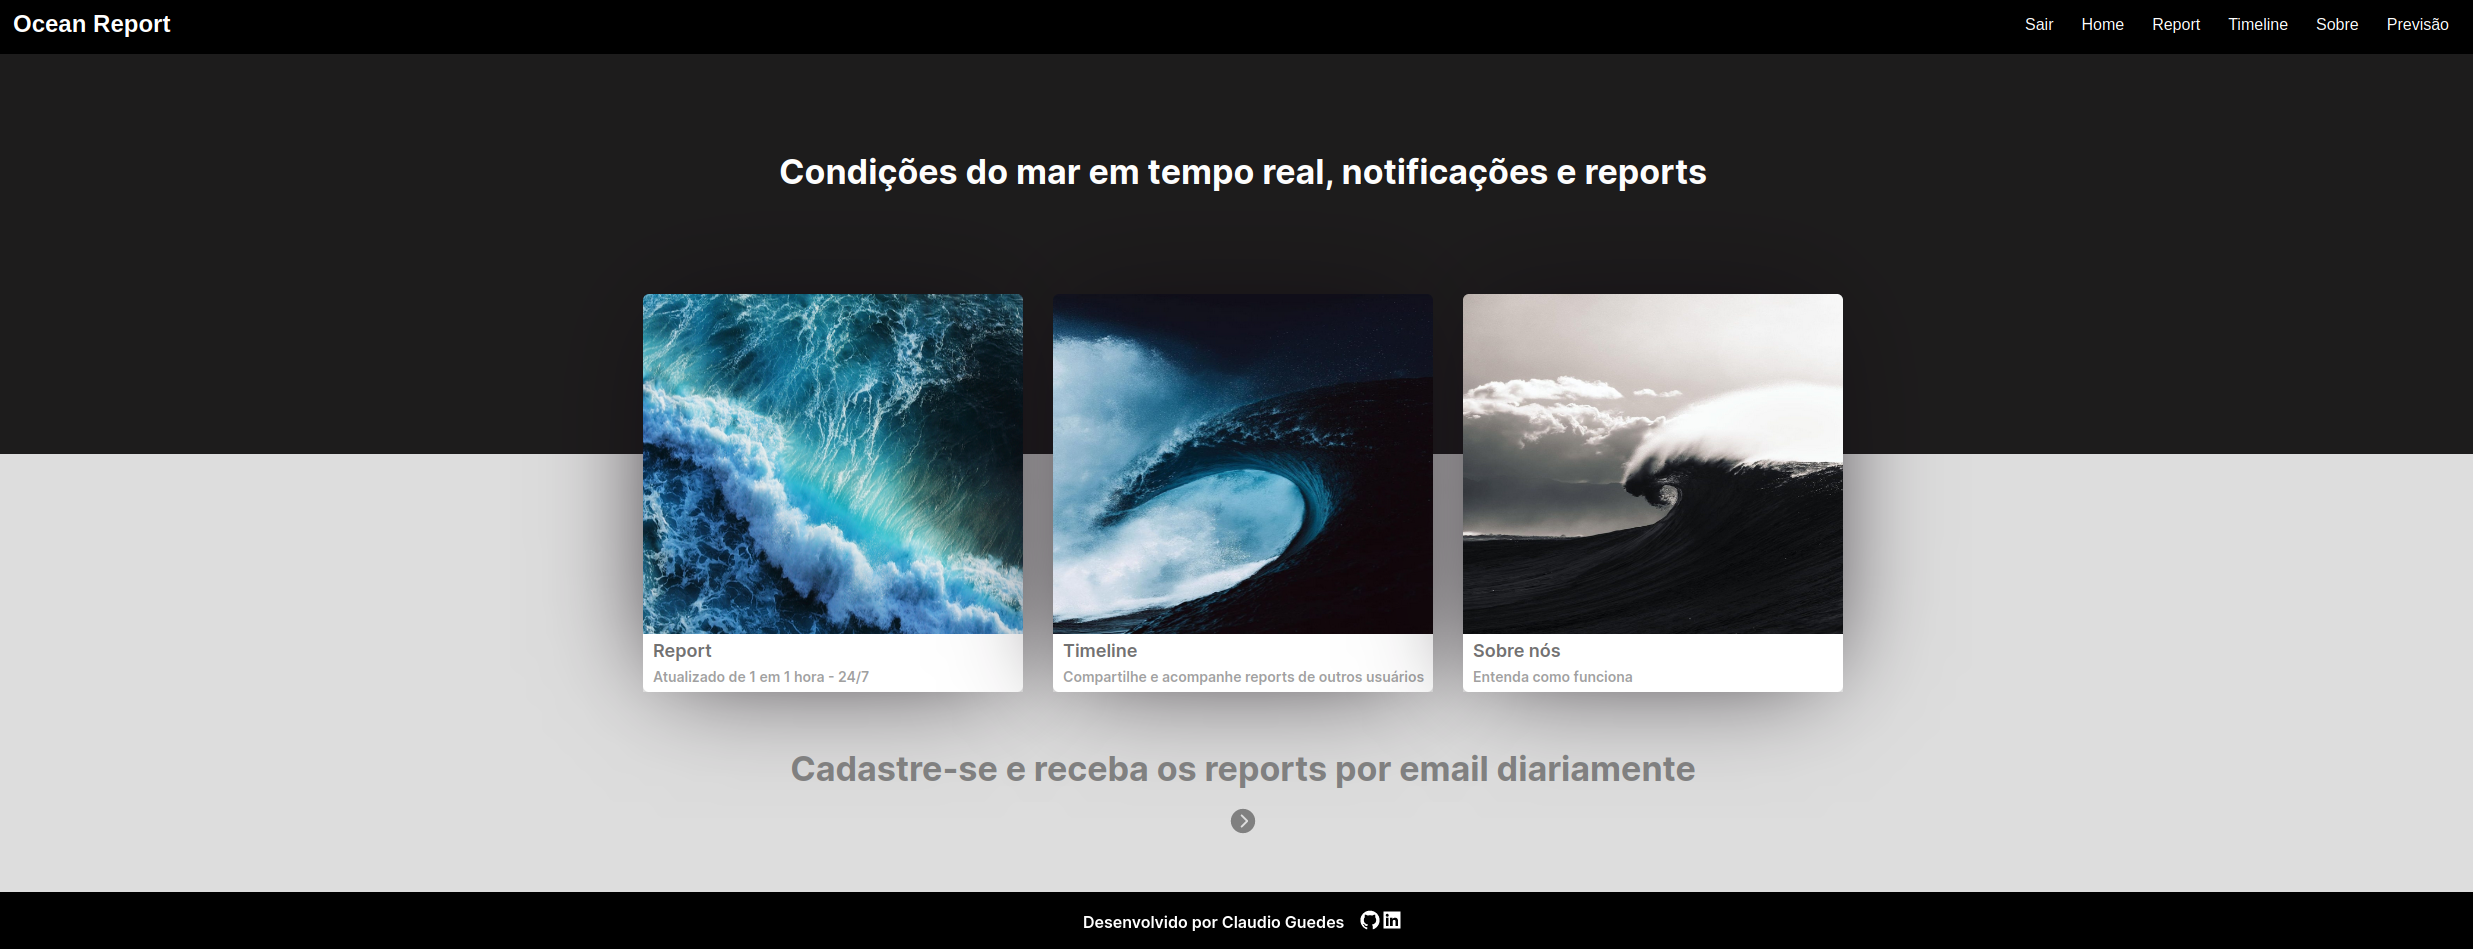 Ocean Report
Sair Home Report Timeline Sobre Previsão
Condições do mar em tempo real, notificações e reports
Report
Atualizado de 1 em 1 hora - 24/7
Timeline
Compartilhe e acompanhe reports de outros usuários
Sobre nós
Entenda como funciona
Cadastre-se e receba os reports por email diariamente
Desenvolvido por Claudio Guedes